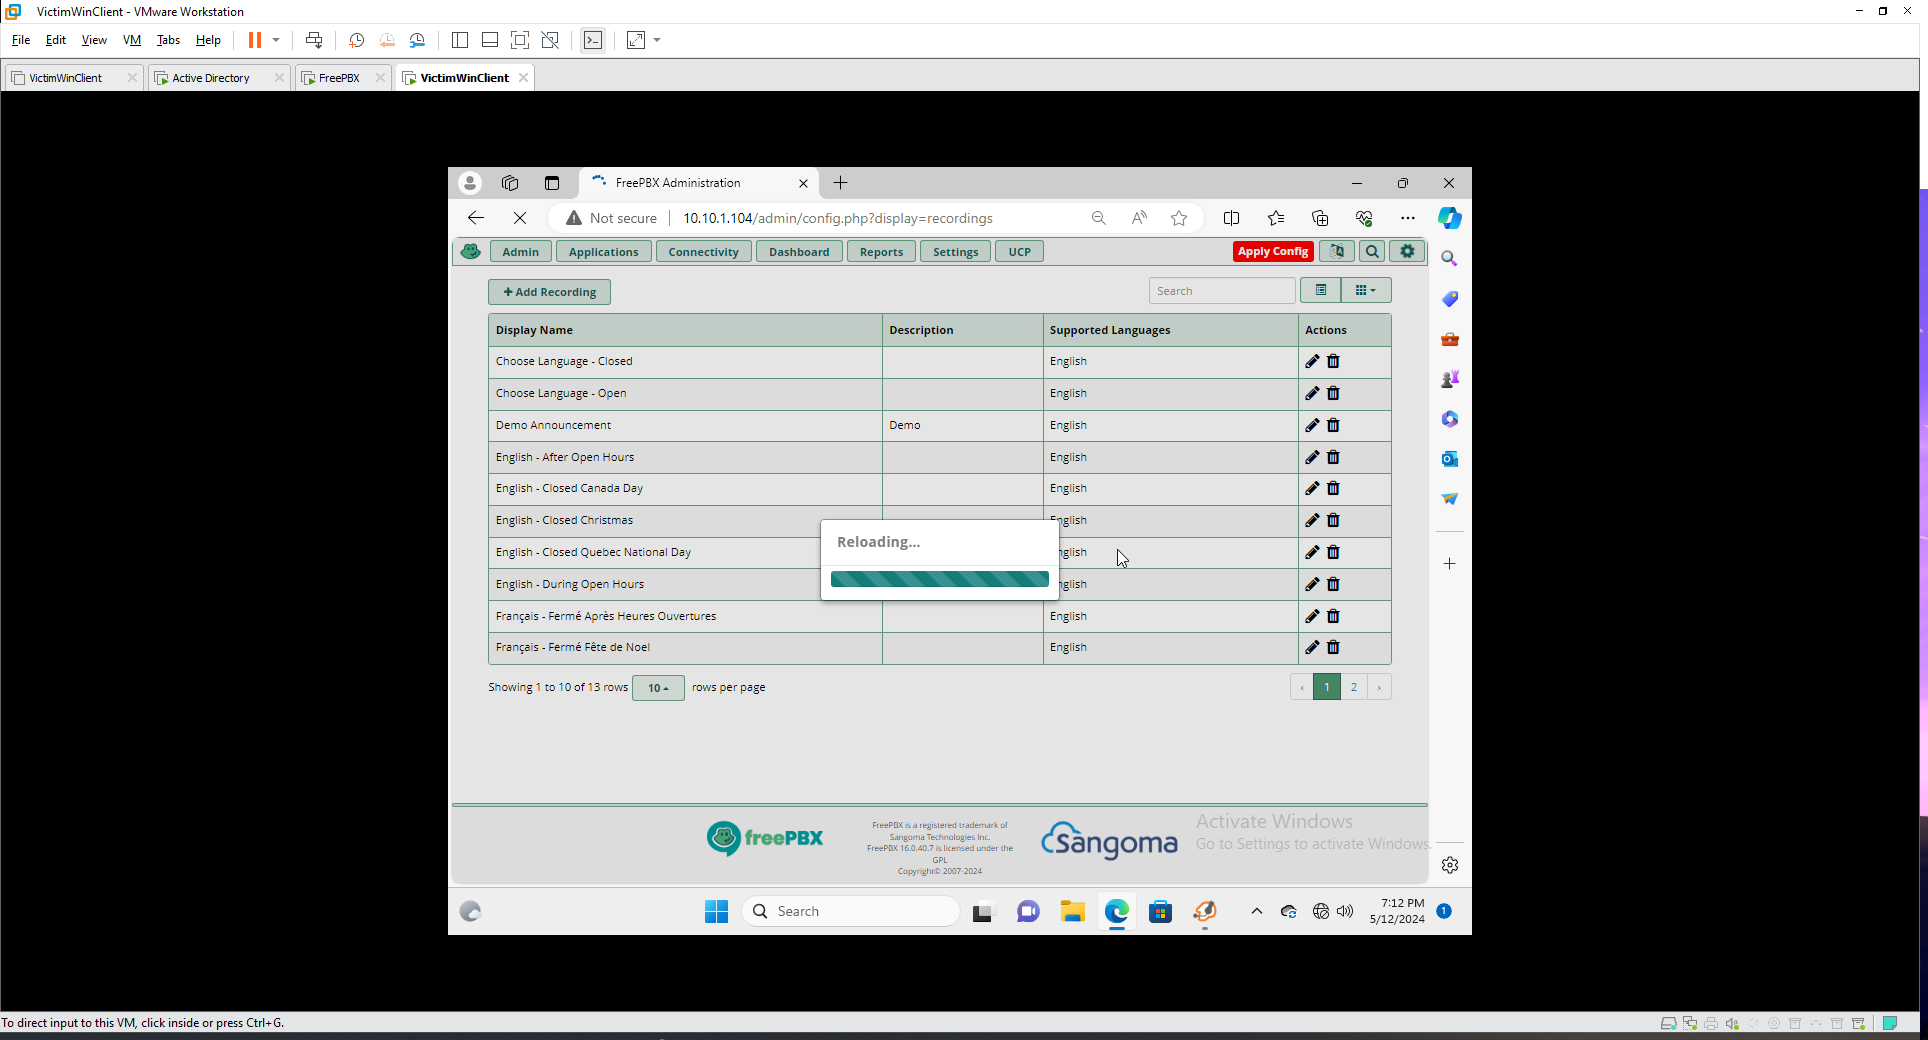 VictimWinClient - VMware Workstation
File Edit View VM Tabs Help
VictimWinClient Active Directory FreePBX VictimWinClient
FreePBX Administration
Not secure 10.10.1.104/admin/config.php?display=recordings
Admin Applications Connectivity Dashboard Reports Settings UCP Apply Config
+ Add Recording Search
Display Name Description Supported Languages Actions
Choose Language - Closed English
Choose Language - Open English
Demo Announcement Demo English
English - After Open Hours English
English - Closed Canada Day English
English - Closed Christmas nglish
English - Closed Quebec National Day nglish
English - During Open Hours nglish
Reloading...
Français - Fermé Après Heures Ouvertures English
Français - Fermé Fête de Noel English
Showing 1 to 10 of 13 rows 10 rows per page ‹ 1 2 ›
freePBX
FreePBX is a registered trademark of
Sangoma Technologies Inc.
FreePBX 16.0.40.7 is licensed under the
GPL
Copyright© 2007-2024
Sangoma
Activate Windows
Go to Settings to activate Windows.
Search
7:12 PM
5/12/2024
1
To direct input to this VM, click inside or press Ctrl+G.